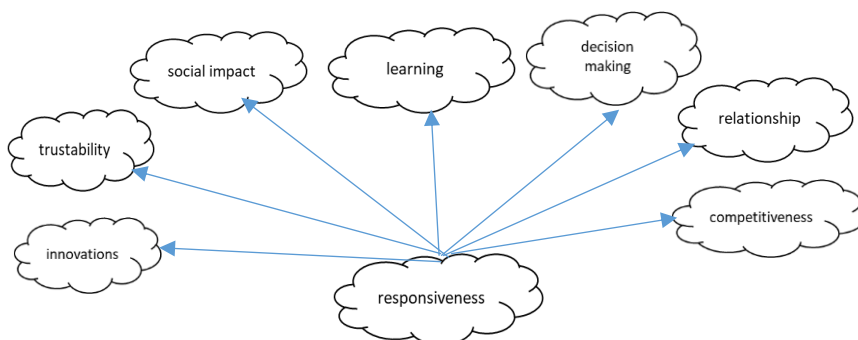 social impact
learning
decision
making
relationship
trustability
competitiveness
innovations
responsiveness